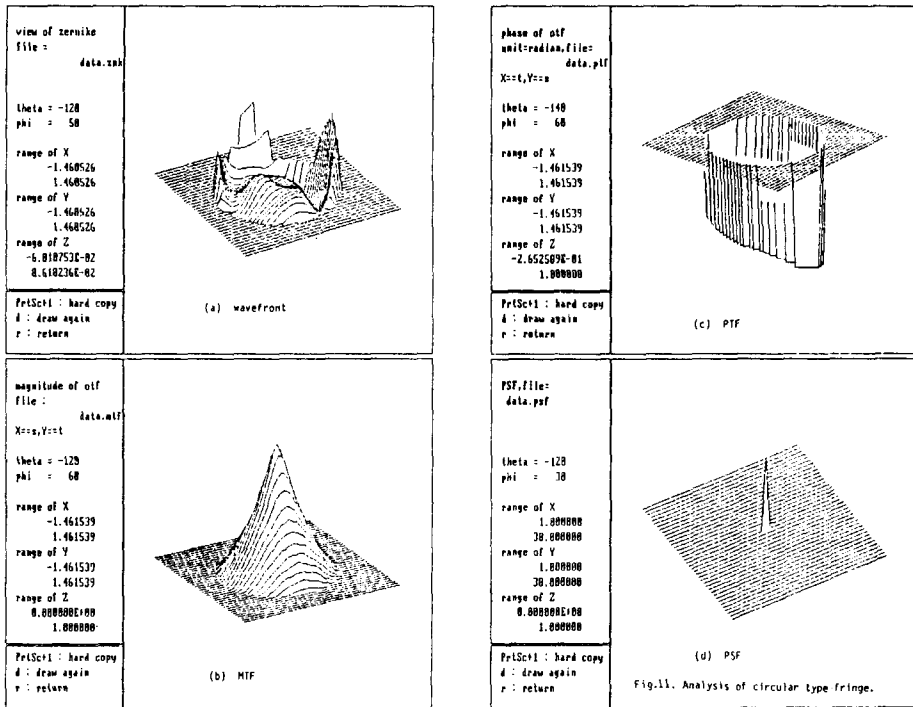 view of zernike
file =
data.znk
theta = -120
phi = 50
range of X
-1.460526
1.460526
range of Y
-1.460526
1.460526
range of Z
-6.010753E-02
8.610236E-02
PrtSc+1 : hard copy
d : draw again
r : return
(a) wavefront
phase of otf
unit=radian,file=
data.ptf
X==t,Y==s
theta = -140
phi = 60
range of X
-1.461539
1.461539
range of Y
-1.461539
1.461539
range of Z
-2.652509E-01
1.000000
PrtSc+1 : hard copy
d : draw again
r : return
(c) PTF
magnitude of otf
file :
data.mtf
X==s,Y==t
theta = -120
phi = 60
range of X
-1.461539
1.461539
range of Y
-1.461539
1.461539
range of Z
0.000000E+00
1.000000
PrtSc+1 : hard copy
d : draw again
r : return
(b) MTF
PSF,file=
data.psf
theta = -120
phi = 30
range of X
1.000000
30.000000
range of Y
1.000000
30.000000
range of Z
0.000000E+00
1.000000
PrtSc+1 : hard copy
d : draw again
r : return
(d) PSF
Fig.11. Analysis of circular type fringe.